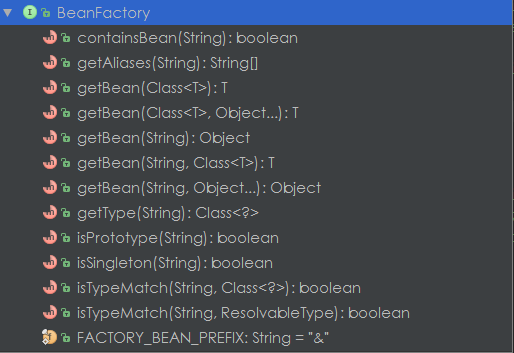 BeanFactory
containsBean(String): boolean
getAliases(String): String[]
getBean(Class<T>): T
getBean(Class<T>, Object...): T
getBean(String): Object
getBean(String, Class<T>): T
getBean(String, Object...): Object
getType(String): Class<?>
isPrototype(String): boolean
isSingleton(String): boolean
isTypeMatch(String, Class<?>): boolean
isTypeMatch(String, ResolvableType): boolean
FACTORY_BEAN_PREFIX: String = "&"